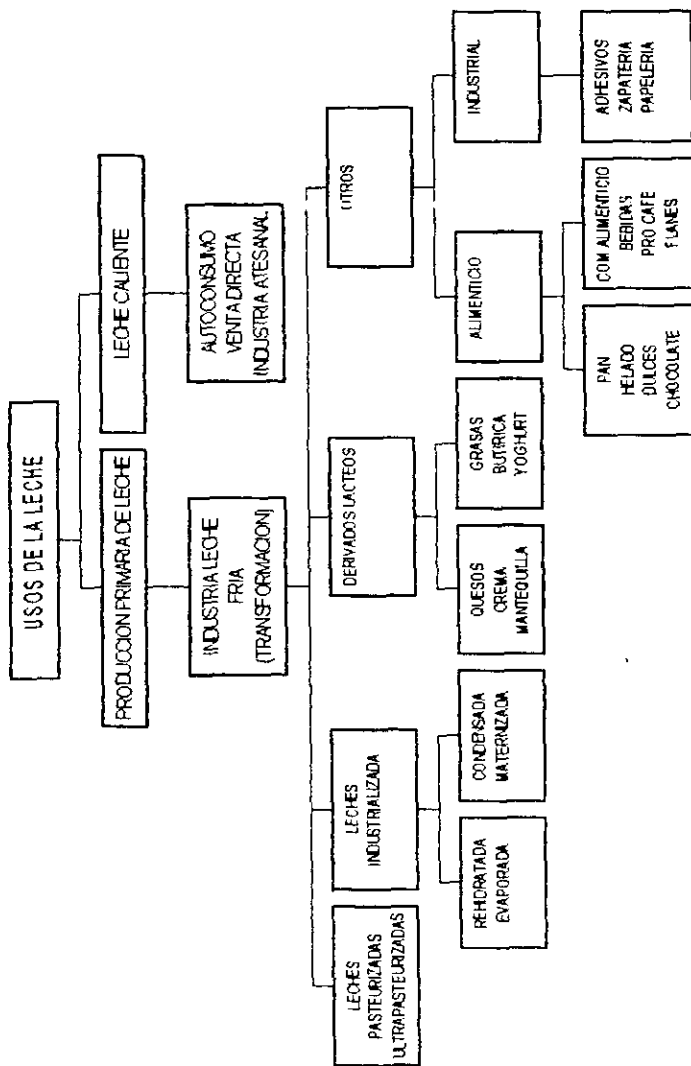 USOS DE LA LECHE
PRODUCCION PRIMARIA DE LECHE
LECHE CALIENTE
INDUSTRIA LECHE
FRIA
(TRANSFORMACION)
AUTOCONSUMO
VENTA DIRECTA
(INDUSTRIA ATESANAL
LECHES
PASTEURIZADAS
ULTRAPASTEURIZADAS
LECHES
INDUSTRIALIZADA
DERIVADOS LACTEOS
OTROS
REHIDRATADA
EVAPORADA
CONDENSADA
MATERNIZADA
QUESOS
CREMA
MANTEQUILLA
GRASAS
BUTIRICA
YOGHURT
ALIMENTICIO
INDUSTRIAL
PAN
HELADO
DULCES
CHOCOLATE
COM ALIMENTICIO
BEBIDAS
PRO CAFE
FLANES
ADHESIVOS
ZAPATERIA
PAPELERIA